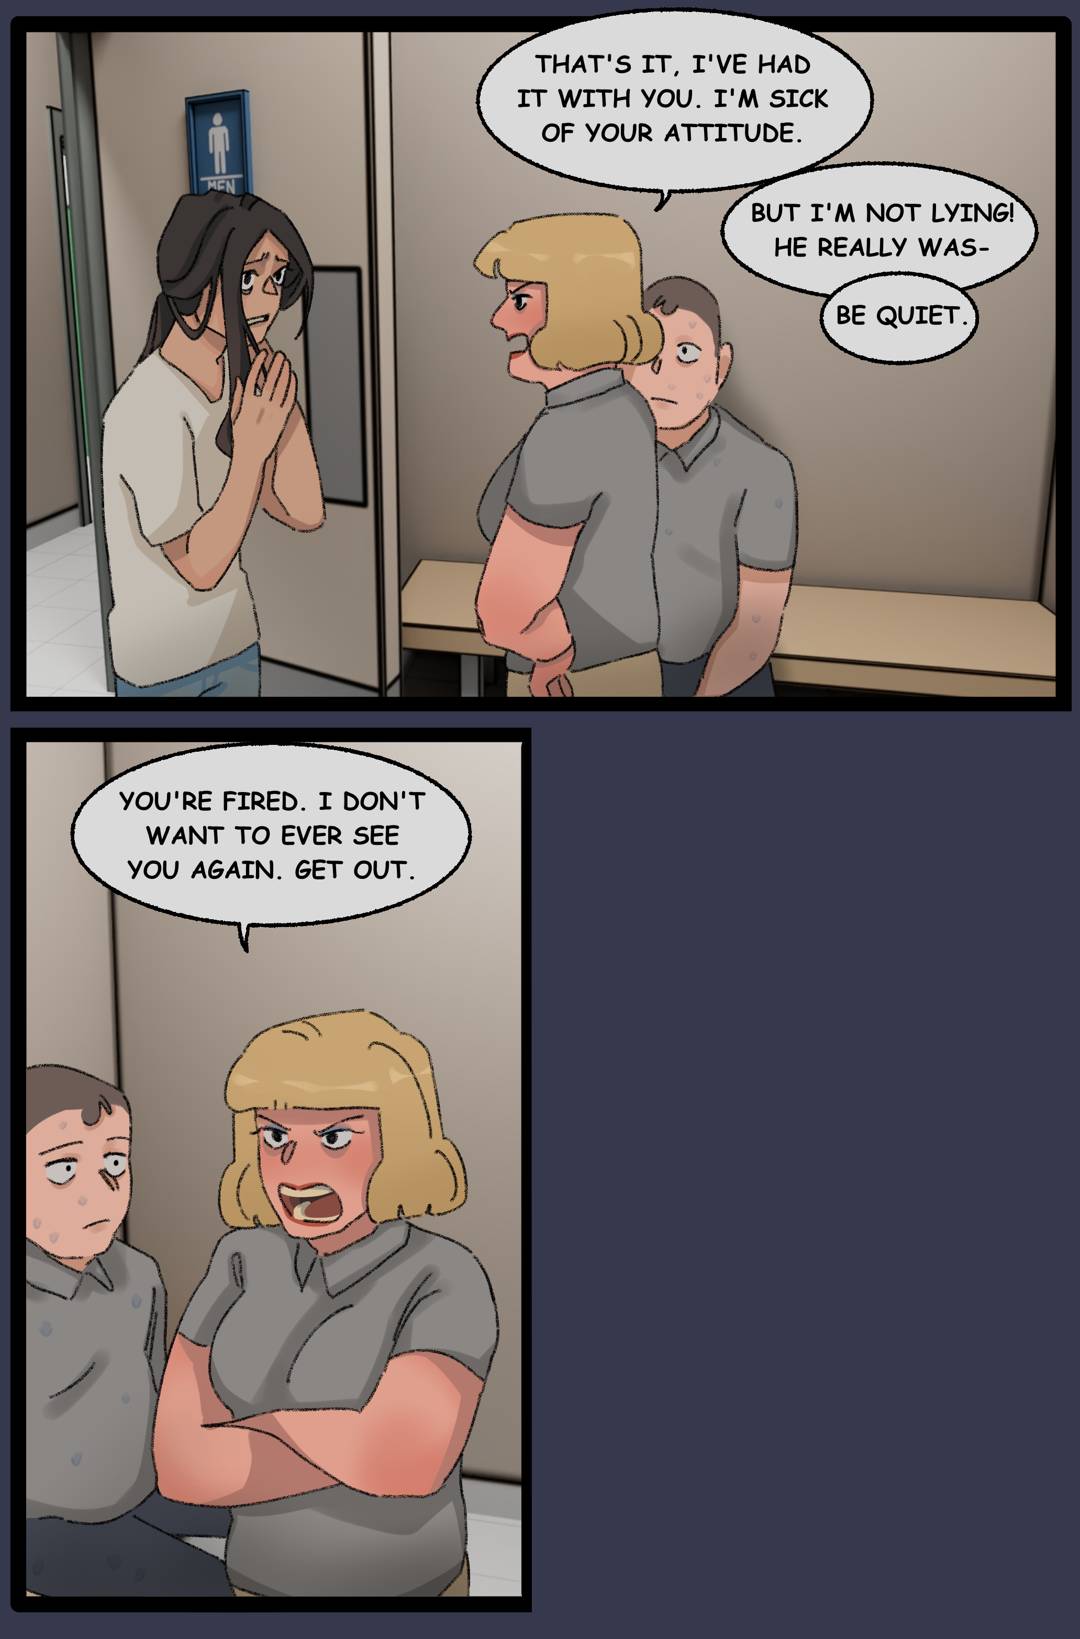 MEN
THAT'S IT, I'VE HAD
IT WITH YOU. I'M SICK
OF YOUR ATTITUDE.
BUT I'M NOT LYING!
HE REALLY WAS-
BE QUIET.
YOU'RE FIRED. I DON'T
WANT TO EVER SEE
YOU AGAIN. GET OUT.